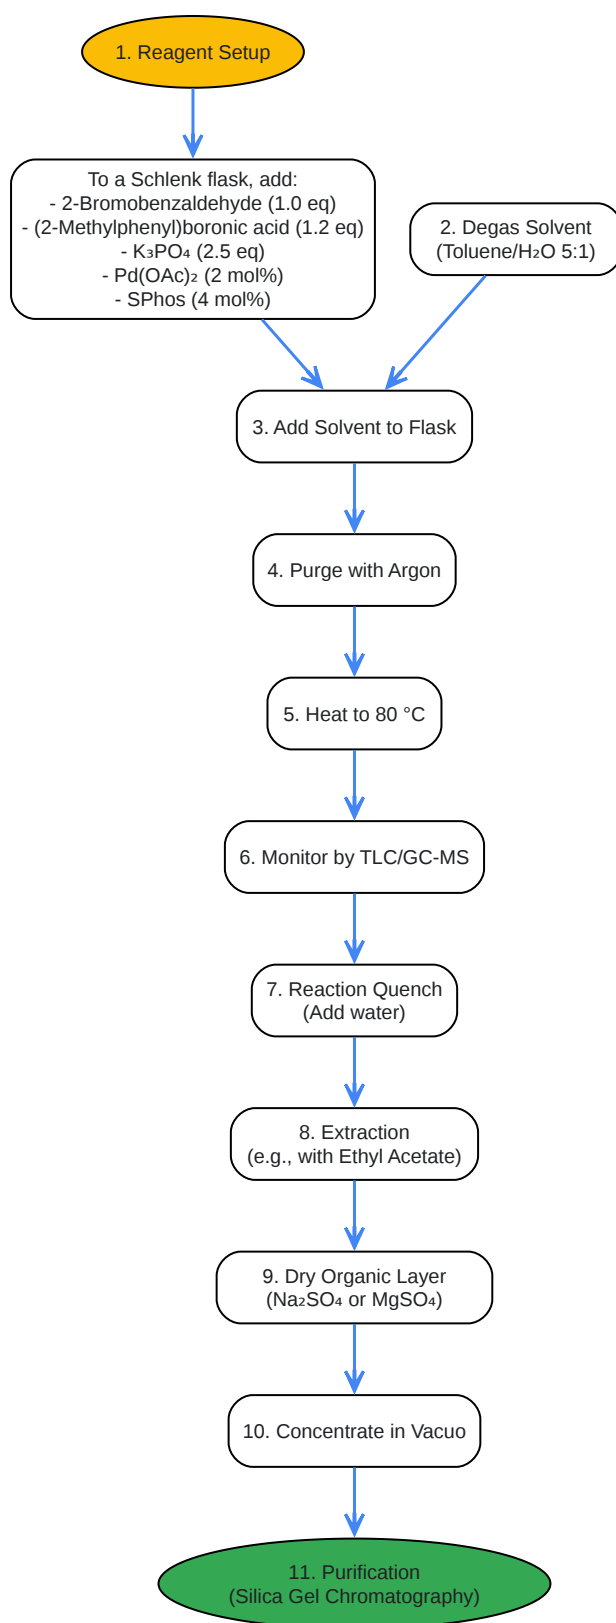 1. Reagent Setup
To a Schlenk flask, add:
- 2-Bromobenzaldehyde (1.0 eq)
- (2-Methylphenyl)boronic acid (1.2 eq)
- K₃PO₄ (2.5 eq)
- Pd(OAc)₂ (2 mol%)
- SPhos (4 mol%)
2. Degas Solvent
(Toluene/H₂O 5:1)
3. Add Solvent to Flask
4. Purge with Argon
5. Heat to 80 °C
6. Monitor by TLC/GC-MS
7. Reaction Quench
(Add water)
8. Extraction
(e.g., with Ethyl Acetate)
9. Dry Organic Layer
(Na₂SO₄ or MgSO₄)
10. Concentrate in Vacuo
11. Purification
(Silica Gel Chromatography)